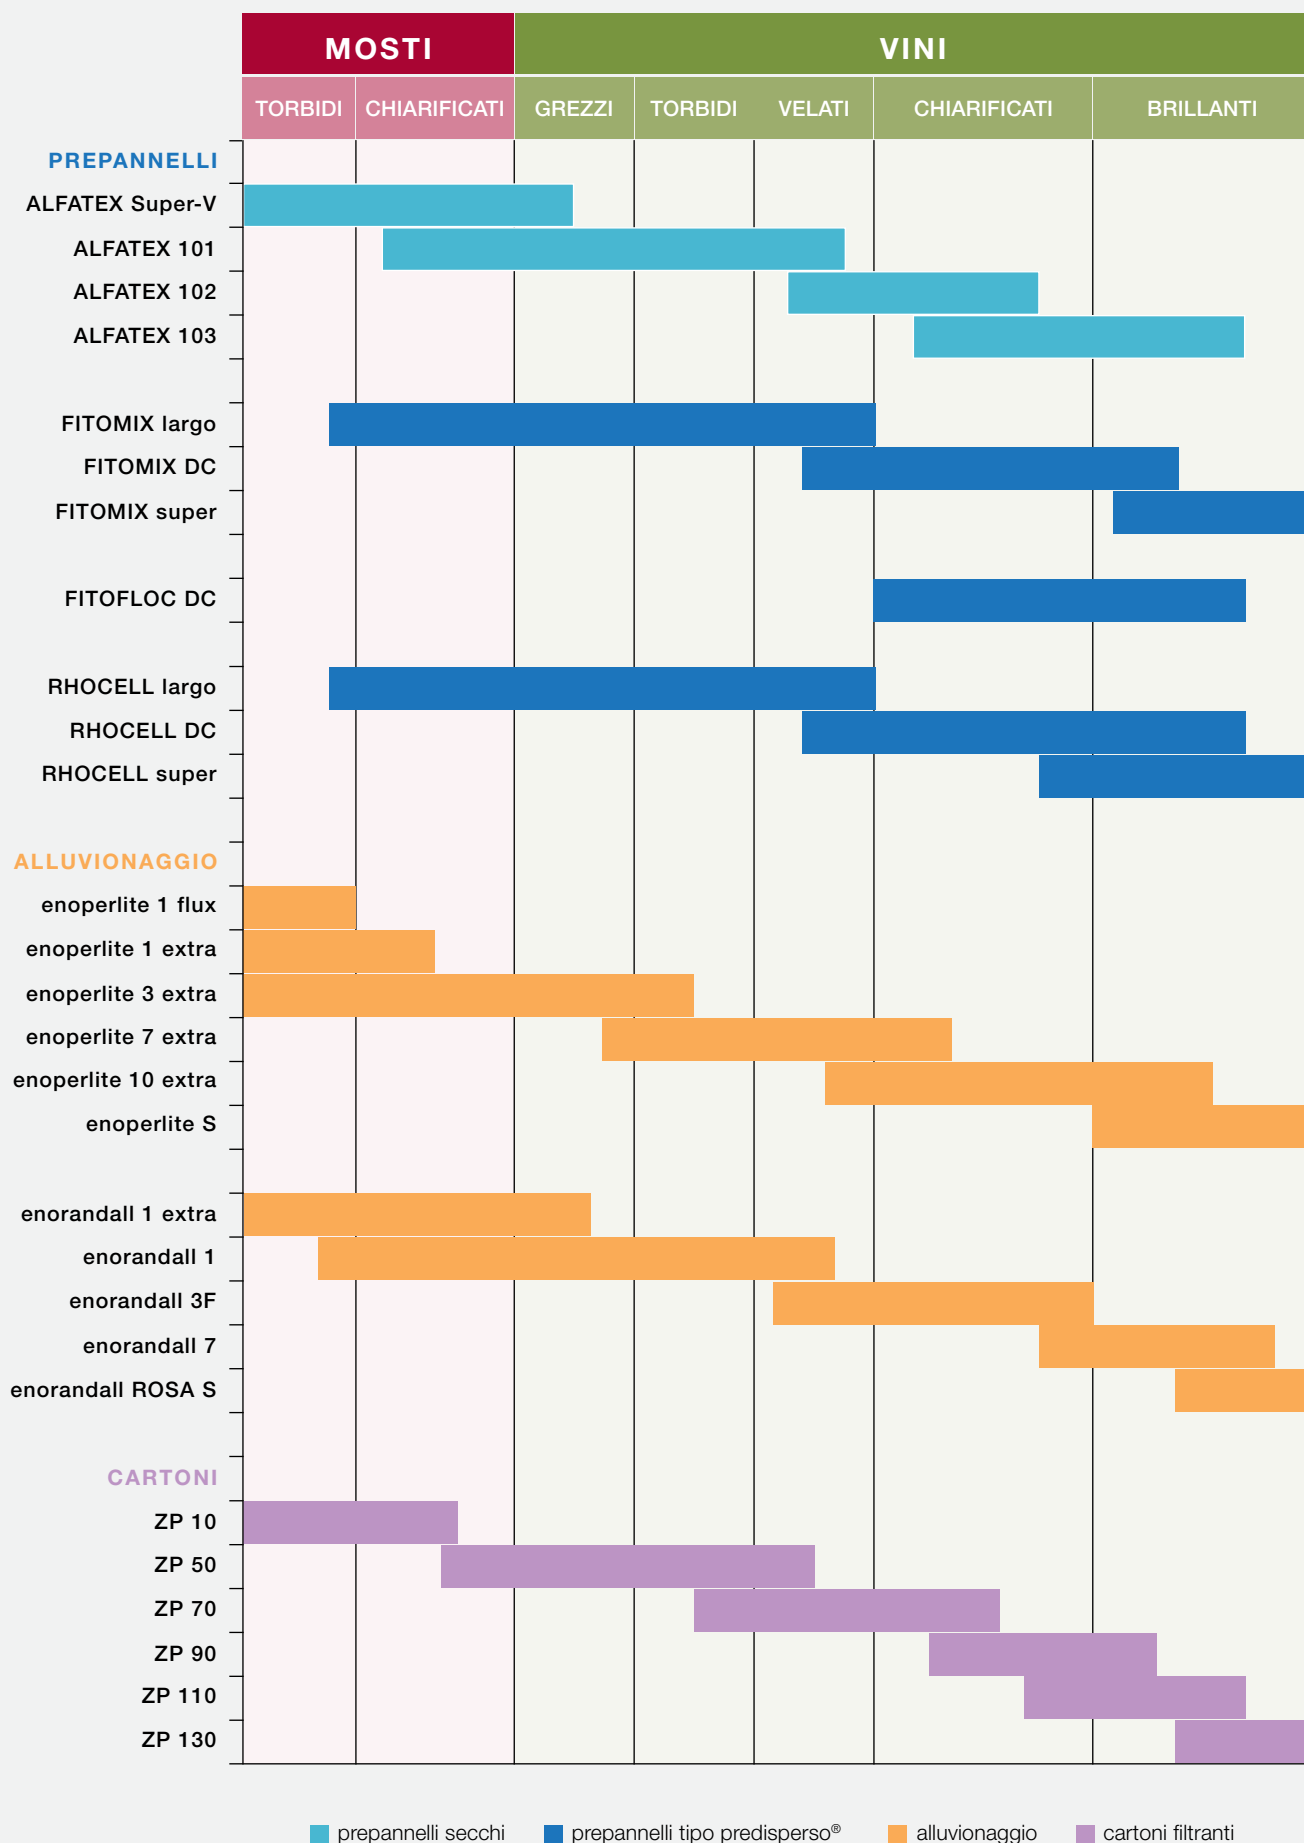 MOSTI VINI
TORBIDI CHIARIFICATI GREZZI TORBIDI VELATI CHIARIFICATI BRILLANTI
PREPANNELLI
ALFATEX Super-V
ALFATEX 101
ALFATEX 102
ALFATEX 103
FITOMIX largo
FITOMIX DC
FITOMIX super
FITOFLOC DC
RHOCELL largo
RHOCELL DC
RHOCELL super
ALLUVIONAGGIO
enoperlite 1 flux
enoperlite 1 extra
enoperlite 3 extra
enoperlite 7 extra
enoperlite 10 extra
enoperlite S
enorandall 1 extra
enorandall 1
enorandall 3F
enorandall 7
enorandall ROSA S
CARTONI
ZP 10
ZP 50
ZP 70
ZP 90
ZP 110
ZP 130
prepannelli secchi prepannelli tipo predisperso® alluvionaggio cartoni filtranti